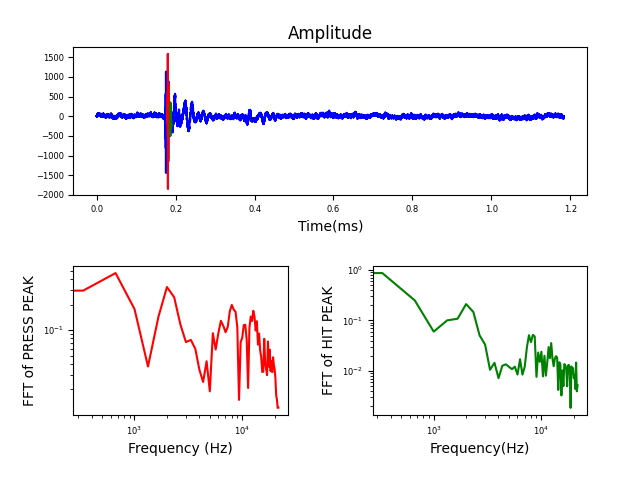 Amplitude
1500
1000
500
0
−500
−1000
−1500
−2000
0.0 0.2 0.4 0.6 0.8 1.0 1.2
Time(ms)
FFT of PRESS PEAK
10⁻¹
10³ 10⁴
Frequency (Hz)
FFT of HIT PEAK
10⁰
10⁻¹
10⁻²
10³ 10⁴
Frequency(Hz)